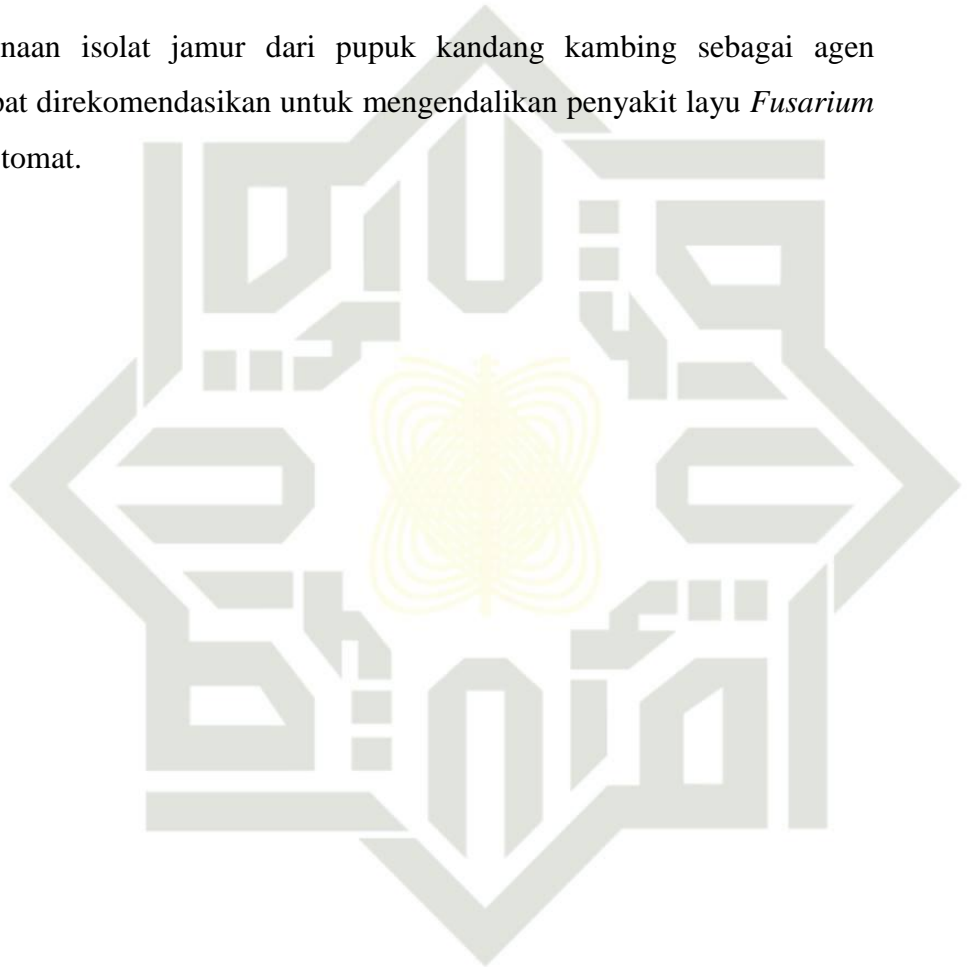 naan isolat jamur dari pupuk kandang kambing sebagai agen
pat direkomendasikan untuk mengendalikan penyakit layu Fusarium
tomat.